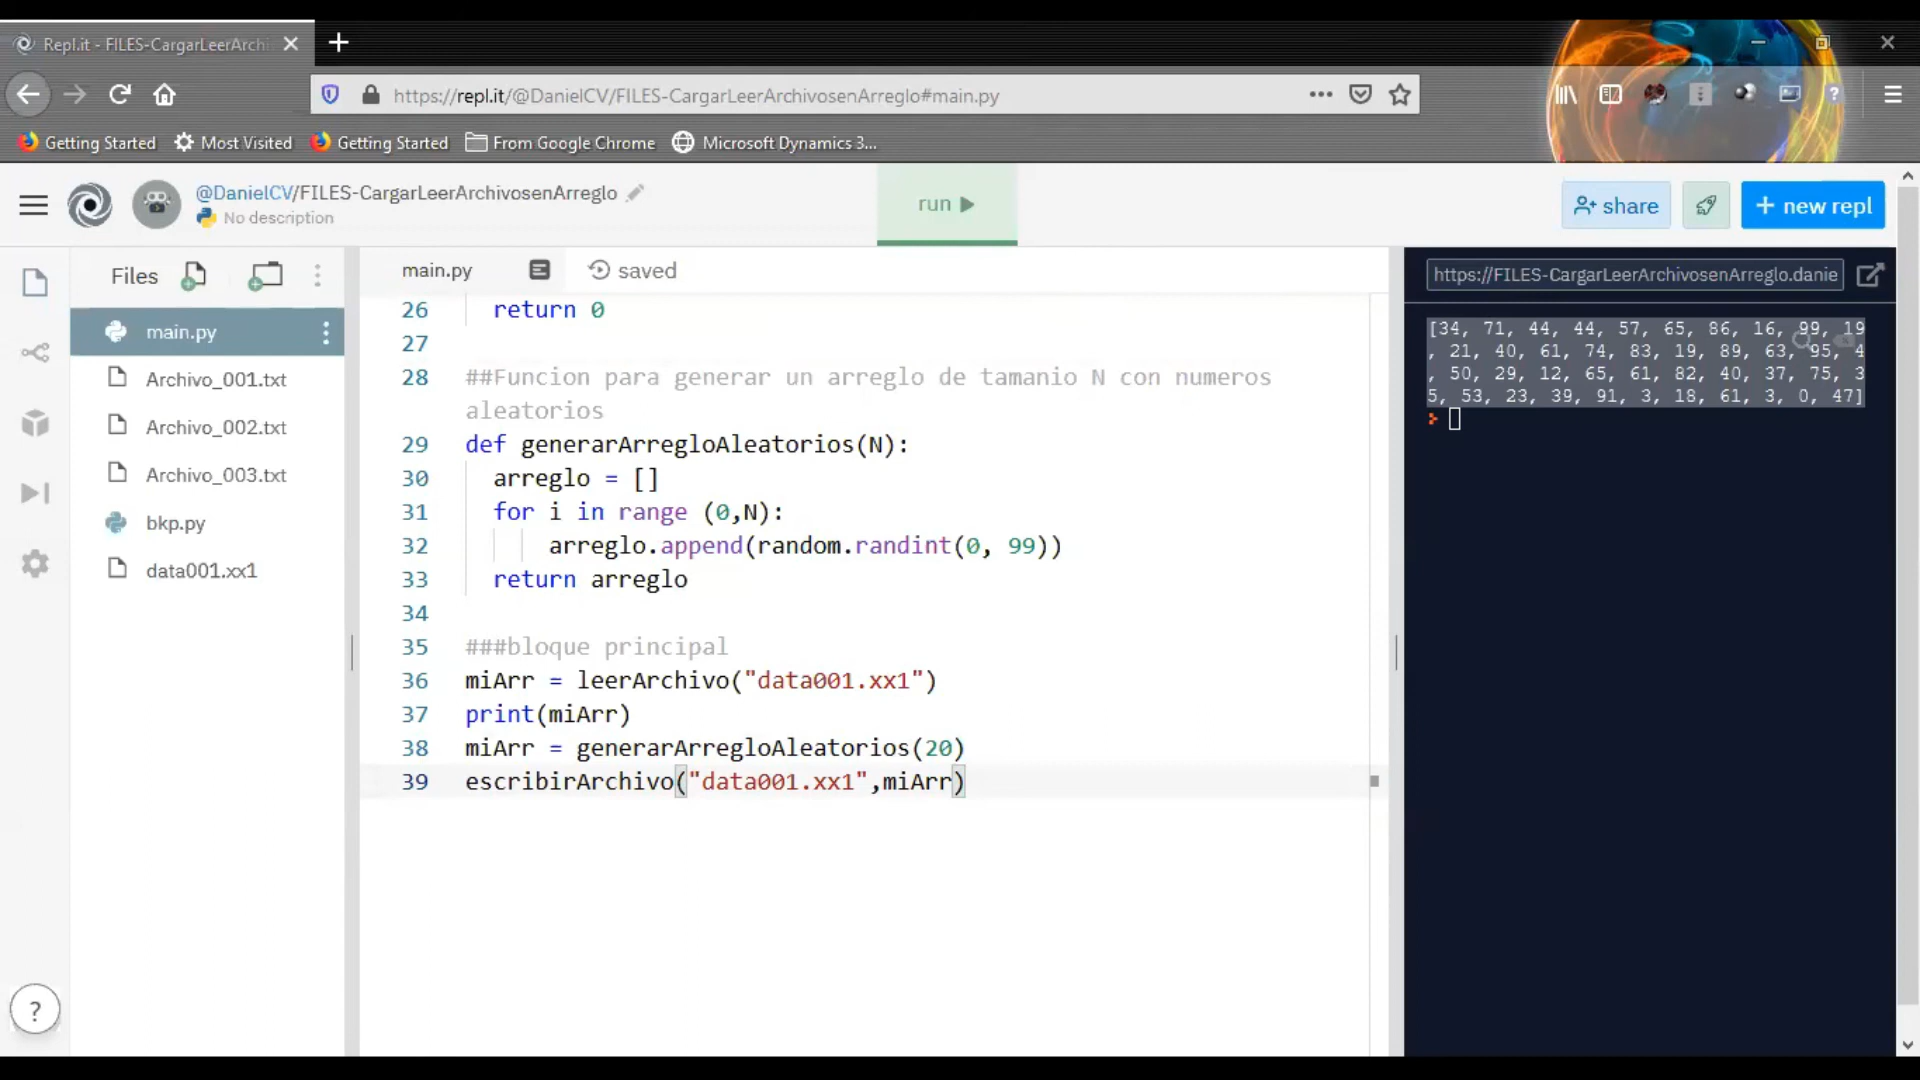 Repl.it - FILES-CargarLeerArchi
https://repl.it/@DanielCV/FILES-CargarLeerArchivosenArreglo#main.py
Getting Started
Most Visited
Getting Started
From Google Chrome
Microsoft Dynamics 3...
@DanielCV/FILES-CargarLeerArchivosenArreglo
No description
run
share
+ new repl
Files
main.py
Archivo_001.txt
Archivo_002.txt
Archivo_003.txt
bkp.py
data001.xx1
?
main.py
saved
26 return 0
27
28 ##Funcion para generar un arreglo de tamanio N con numeros
aleatorios
29 def generarArregloAleatorios(N):
30 arreglo = []
31 for i in range (0,N):
32 arreglo.append(random.randint(0, 99))
33 return arreglo
34
35 ###bloque principal
36 miArr = leerArchivo("data001.xx1")
37 print(miArr)
38 miArr = generarArregloAleatorios(20)
39 escribirArchivo("data001.xx1",miArr)
https://FILES-CargarLeerArchivosenArreglo.danie
[34, 71, 44, 44, 57, 65, 86, 16, 99, 19
, 21, 40, 61, 74, 83, 19, 89, 63, 95, 4
, 50, 29, 12, 65, 61, 82, 40, 37, 75, 3
5, 53, 23, 39, 91, 3, 18, 61, 3, 0, 47]